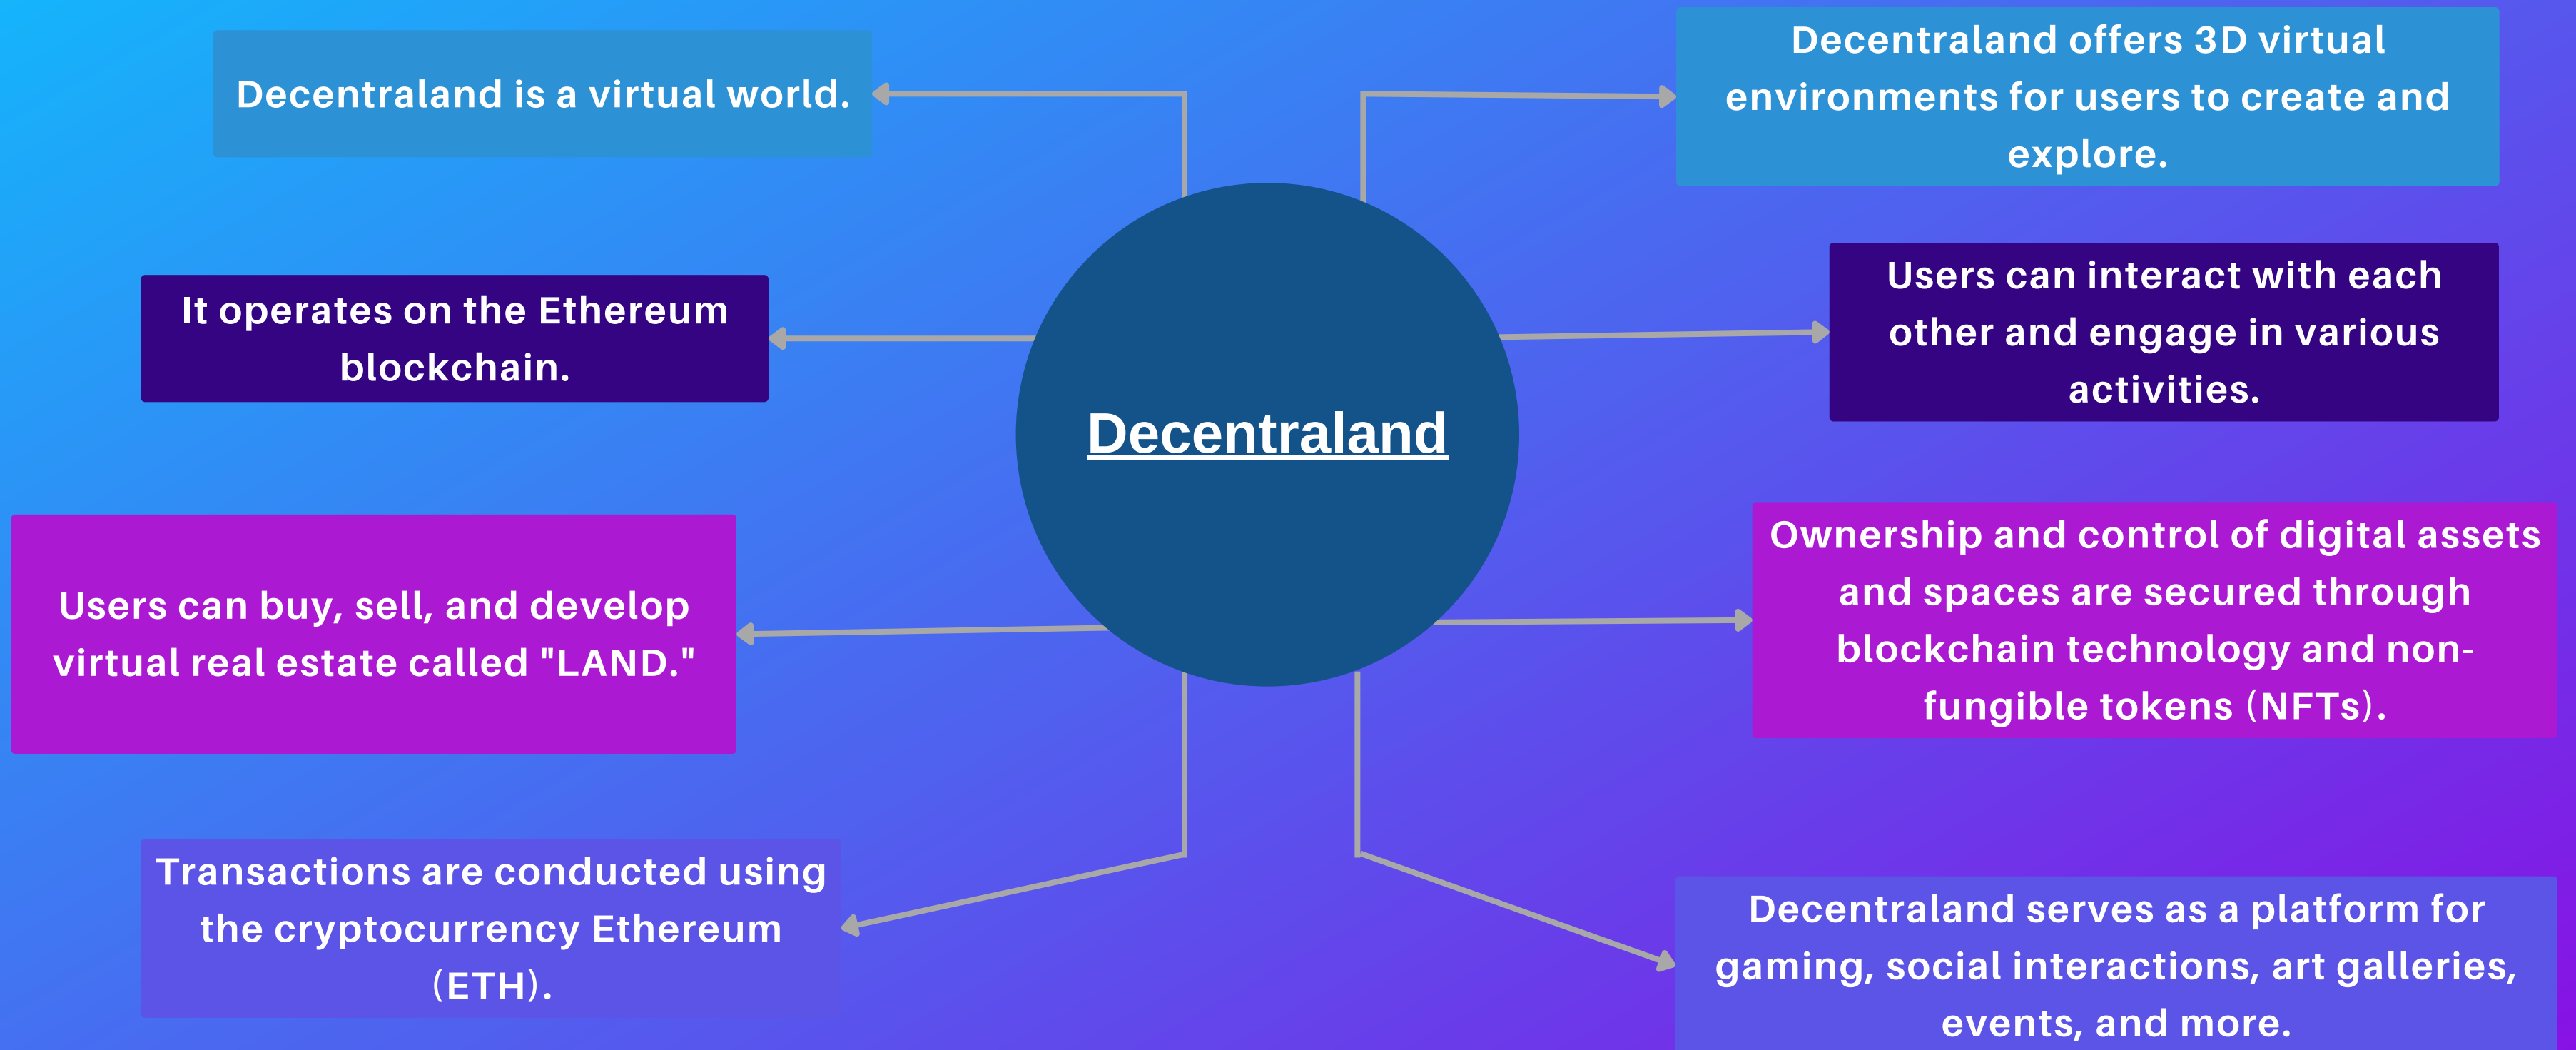 Decentraland is a virtual world.
It operates on the Ethereum
blockchain.
Users can buy, sell, and develop
virtual real estate called "LAND."
Transactions are conducted using
the cryptocurrency Ethereum
(ETH).
Decentraland
Decentraland offers 3D virtual
environments for users to create and
explore.
Users can interact with each
other and engage in various
activities.
Ownership and control of digital assets
and spaces are secured through
blockchain technology and non-
fungible tokens (NFTs).
Decentraland serves as a platform for
gaming, social interactions, art galleries,
events, and more.